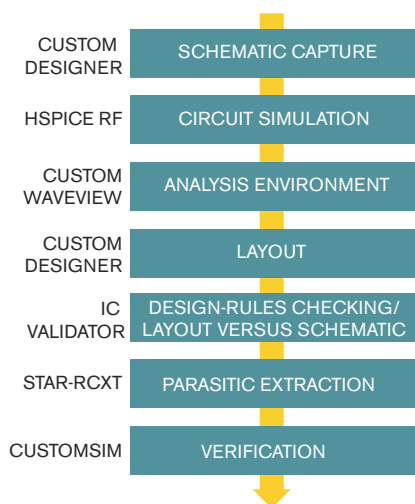 CUSTOM
DESIGNER
SCHEMATIC CAPTURE
HSPICE RF
CIRCUIT SIMULATION
CUSTOM
WAVEVIEW
ANALYSIS ENVIRONMENT
CUSTOM
DESIGNER
LAYOUT
IC
VALIDATOR
DESIGN-RULES CHECKING/
LAYOUT VERSUS SCHEMATIC
STAR-RCXT
PARASITIC EXTRACTION
CUSTOMSIM
VERIFICATION